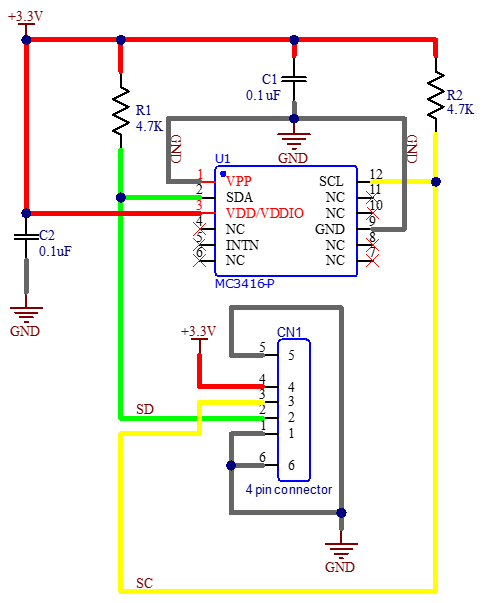 +3.3V
C1
0.1uF
R1
4.7K
R2
4.7K
GND
GND
GND
U1
1 VPP SCL 12
2 SDA NC 11
3 VDD/VDDIO NC 10
4 NC GND 9
5 INTN NC 8
6 NC NC 7
MC3416-P
C2
0.1uF
GND
+3.3V
CN1
5 5
4 4
3 3
2 2
1 1
6 6
4 pin connector
SD
GND
SC